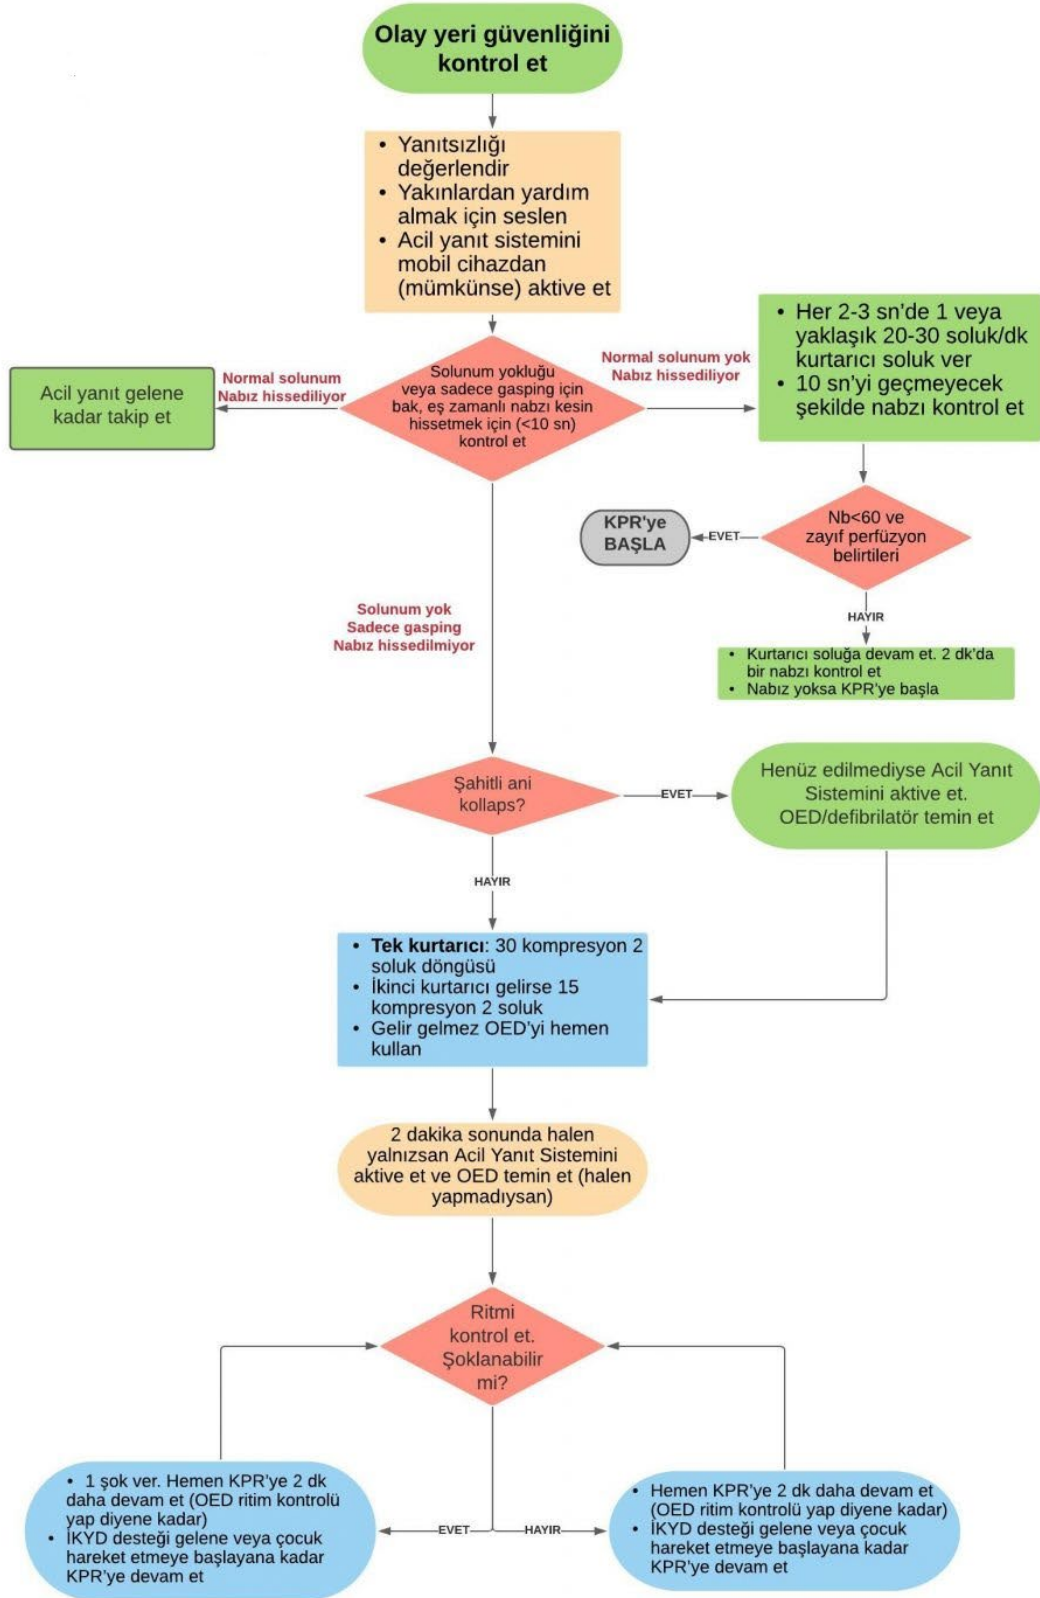 Olay yeri güvenliğini
kontrol et
• Yanıtsızlığı
değerlendir
• Yakınlardan yardım
almak için seslen
• Acil yanıt sistemini
mobil cihazdan
(mümkünse) aktive et
Normal solunum
Nabız hissediliyor
Acil yanıt gelene
kadar takip et
Solunum yokluğu
veya sadece gasping için
bak, eş zamanlı nabzı kesin
hissetmek için (<10 sn)
kontrol et
Normal solunum yok
Nabız hissediliyor
• Her 2-3 sn'de 1 veya
yaklaşık 20-30 soluk/dk
kurtarıcı soluk ver
• 10 sn'yi geçmeyecek
şekilde nabzı kontrol et
Nb<60 ve
zayıf perfüzyon
belirtileri
EVET
KPR'ye
BAŞLA
HAYIR
• Kurtarıcı soluğa devam et. 2 dk'da
bir nabzı kontrol et
• Nabız yoksa KPR'ye başla
Solunum yok
Sadece gasping
Nabız hissedilmiyor
Şahitli ani
kollaps?
EVET
Henüz edilmediyse Acil Yanıt
Sistemini aktive et.
OED/defibrilatör temin et
HAYIR
• Tek kurtarıcı: 30 kompresyon 2
soluk döngüsü
• İkinci kurtarıcı gelirse 15
kompresyon 2 soluk
• Gelir gelmez OED'yi hemen
kullan
2 dakika sonunda halen
yalnızsan Acil Yanıt Sistemini
aktive et ve OED temin et (halen
yapmadıysan)
Ritmi
kontrol et.
Şoklanabilir
mi?
EVET
• 1 şok ver. Hemen KPR'ye 2 dk
daha devam et (OED ritim kontrolü
yap diyene kadar)
• İKYD desteği gelene veya çocuk
hareket etmeye başlayana kadar
KPR'ye devam et
HAYIR
• Hemen KPR'ye 2 dk daha devam et
(OED ritim kontrolü yap diyene kadar)
• İKYD desteği gelene veya çocuk
hareket etmeye başlayana kadar
KPR'ye devam et